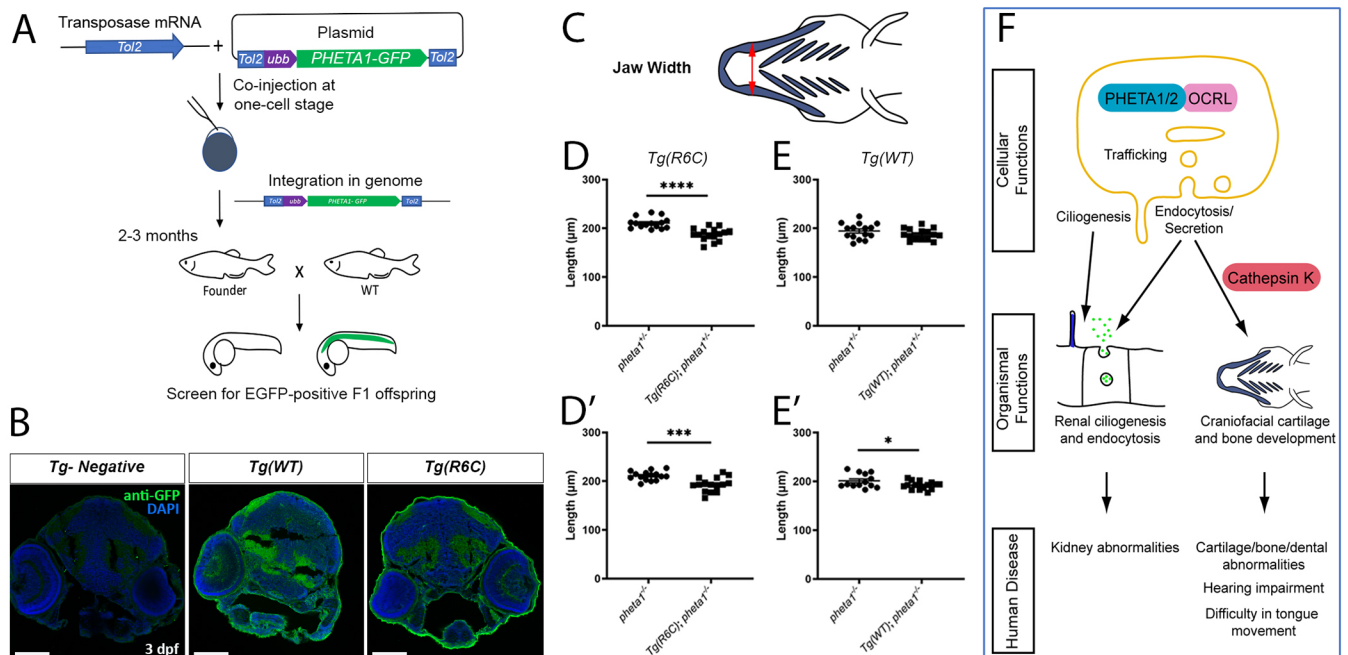 A
Transposase mRNA
Tol2
+
Plasmid
Tol2 ubb PHETA1-GFP Tol2
Co-injection at
one-cell stage
Integration in genome
Tol2 ubb PHETA1- GFP Tol2
2-3 months
X
Founder
WT
Screen for EGFP-positive F1 offspring
B
Tg- Negative
Tg(WT)
Tg(R6C)
anti-GFP
DAPI
3 dpf
C
Jaw Width
D
Tg(R6C)
Length (μm)
300
200
100
0
****
pheta1+/-
Tg(R6C); pheta1+/-
E
Tg(WT)
Length (μm)
300
200
100
0
pheta1+/-
Tg(WT); pheta1+/-
D'
Length (μm)
300
200
100
0
***
pheta1-/-
Tg(R6C); pheta1-/-
E'
Length (μm)
300
200
100
0
*
pheta1-/-
Tg(WT); pheta1-/-
F
Cellular
Functions
PHETA1/2 OCRL
Trafficking
Ciliogenesis
Endocytosis/
Secretion
Cathepsin K
Organismal
Functions
Renal ciliogenesis
and endocytosis
Craniofacial cartilage
and bone development
Human Disease
Kidney abnormalities
Cartilage/bone/dental
abnormalities
Hearing impairment
Difficulty in tongue
movement